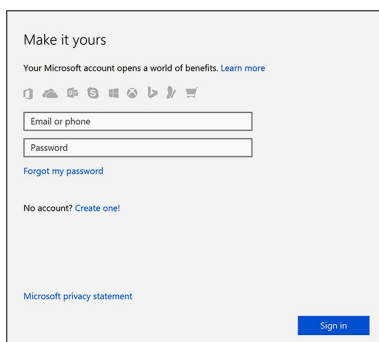 Make it yours
Your Microsoft account opens a world of benefits. Learn more
Email or phone
Password
Forgot my password
No account? Create one!
Microsoft privacy statement
Sign in